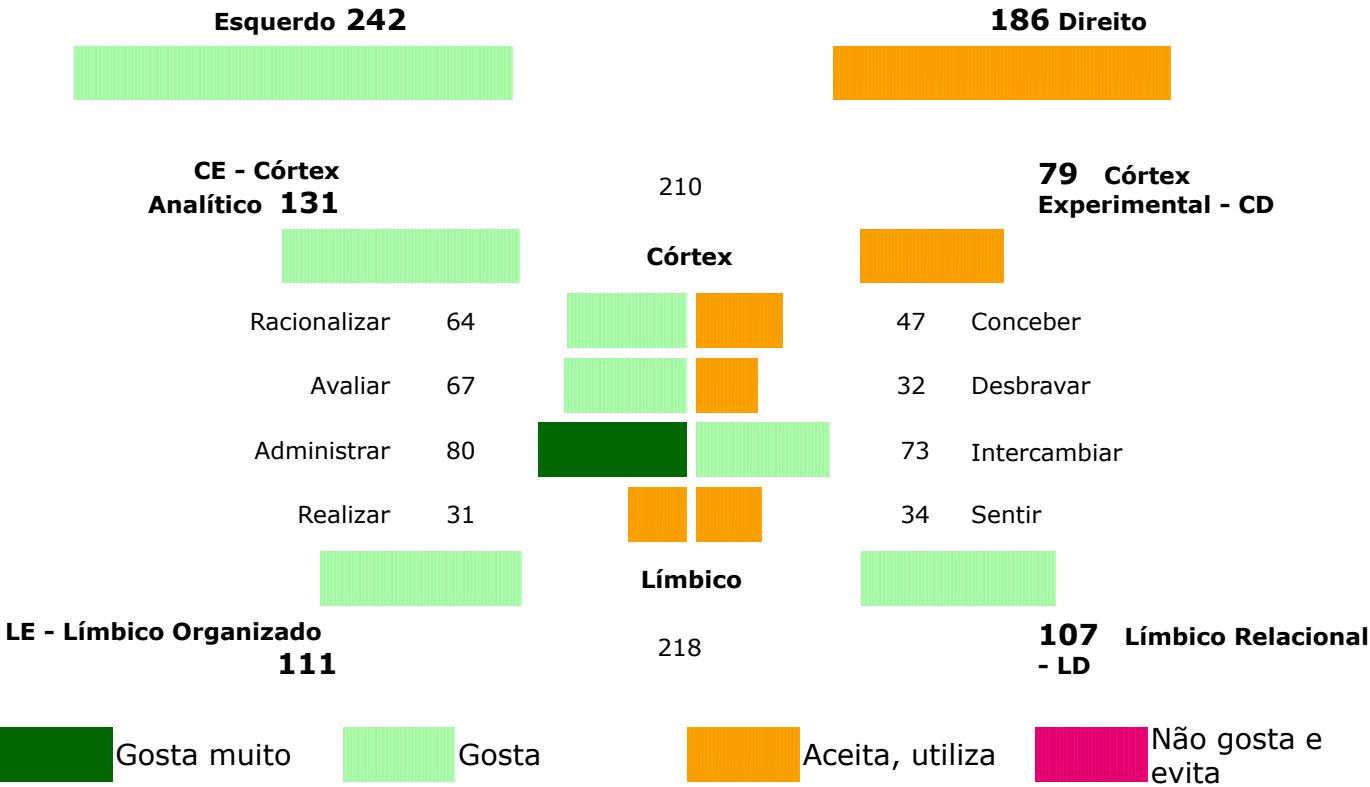 Esquerdo 242
186 Direito
CE - Córtex
Analítico 131
210
79 Córtex
Experimental - CD
Córtex
Racionalizar 64
47 Conceber
Avaliar 67
32 Desbravar
Administrar 80
73 Intercambiar
Realizar 31
34 Sentir
Límbico
LE - Límbico Organizado
111
218
107 Límbico Relacional
- LD
Gosta muito
Gosta
Aceita, utiliza
Não gosta e
evita